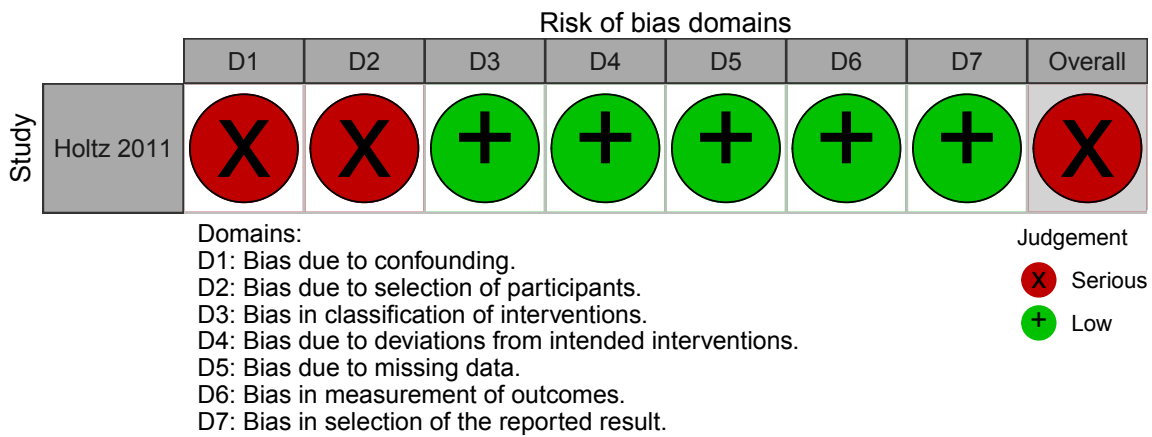 Risk of bias domains
D1 D2 D3 D4 D5 D6 D7 Overall
Study
Holtz 2011 X X + + + + + X
Domains:
D1: Bias due to confounding.
D2: Bias due to selection of participants.
D3: Bias in classification of interventions.
D4: Bias due to deviations from intended interventions.
D5: Bias due to missing data.
D6: Bias in measurement of outcomes.
D7: Bias in selection of the reported result.
Judgement
X Serious
+ Low